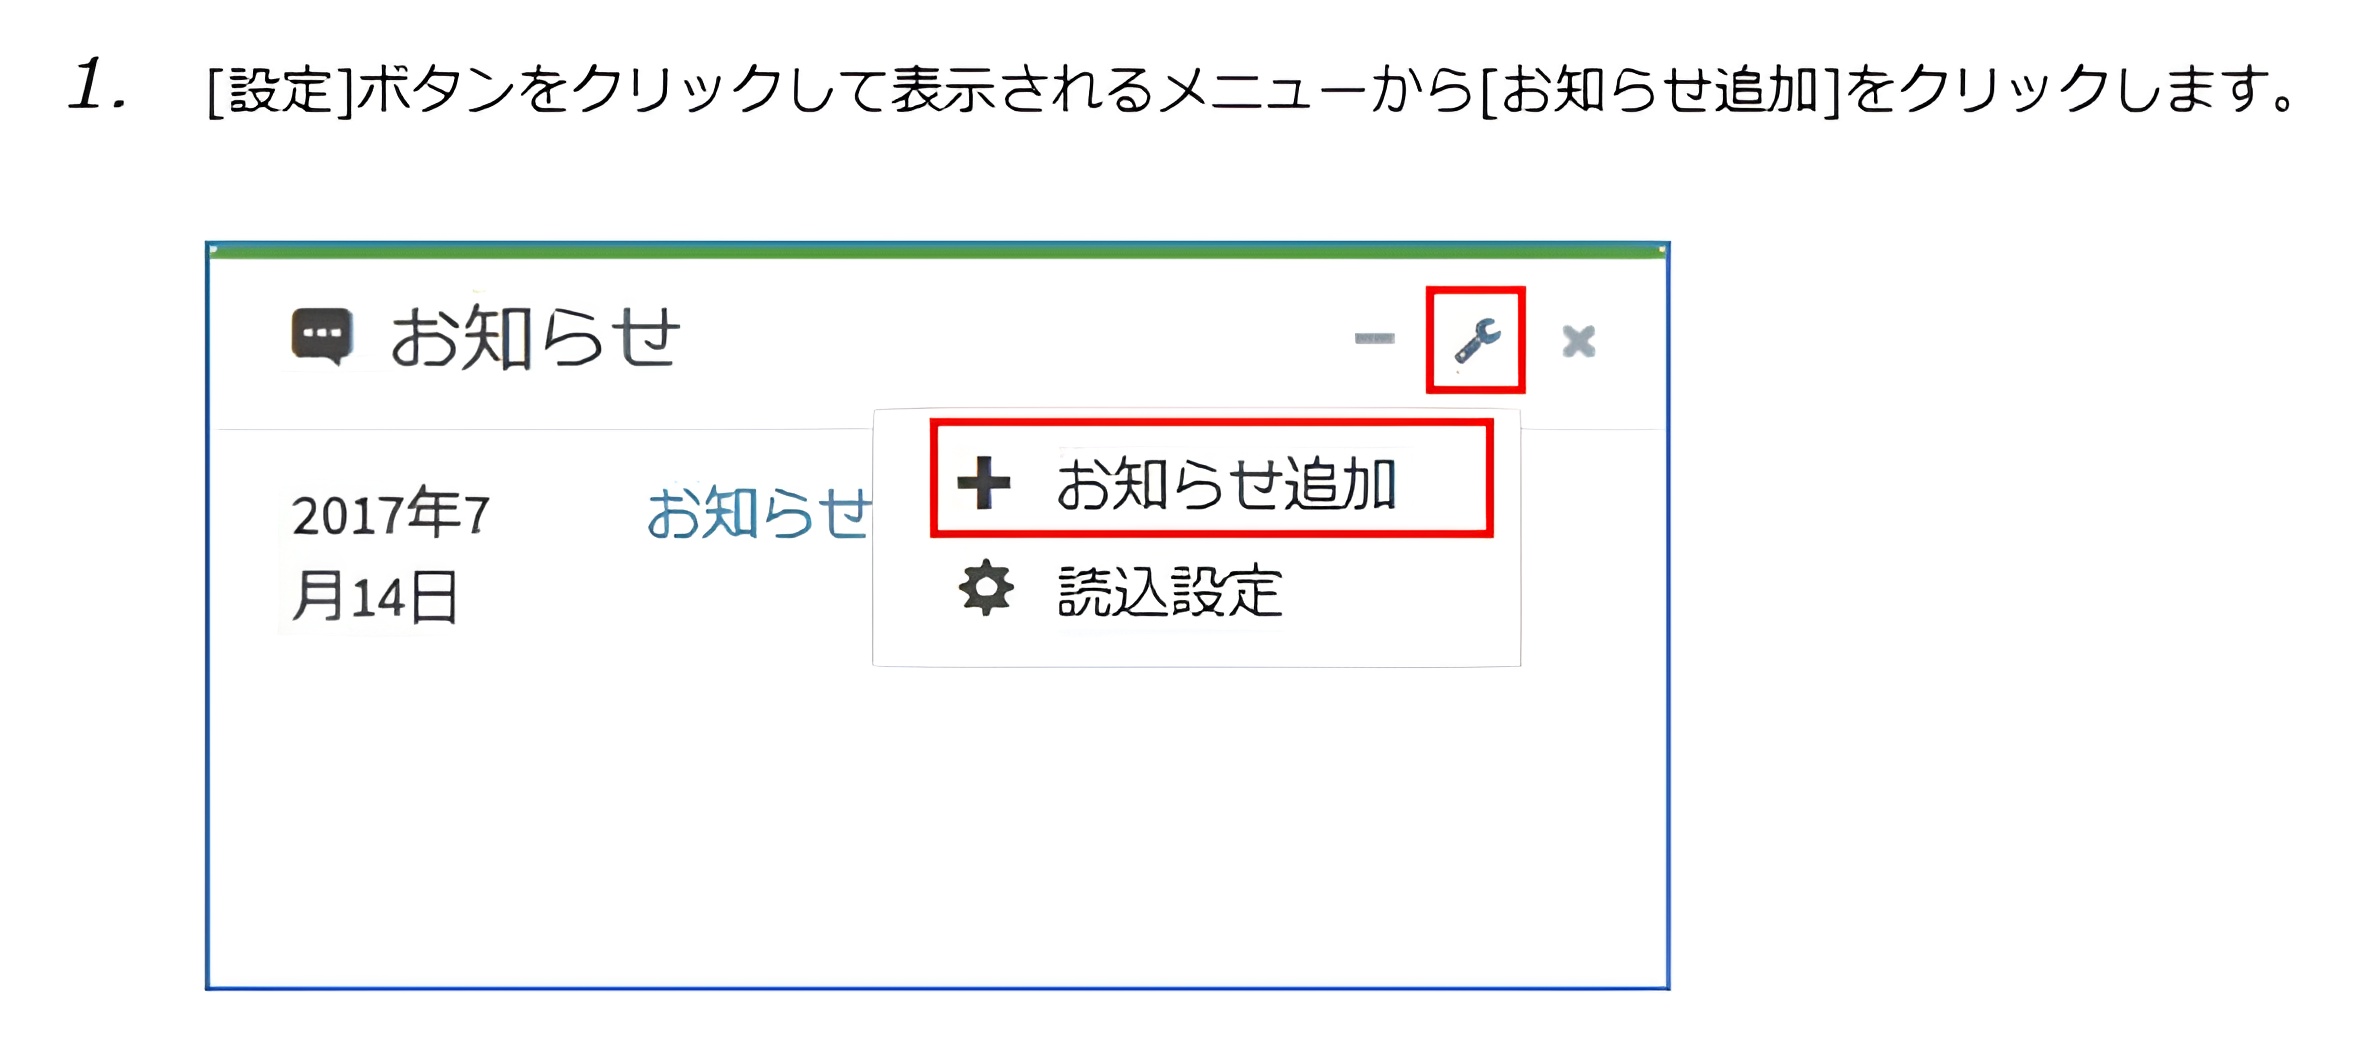 1. [設定]ボタンをクリックして表示されるメニューから[お知らせ追加]をクリックします。
お知らせ
お知らせ追加
2017年7
お知らせ
月14日
読込設定